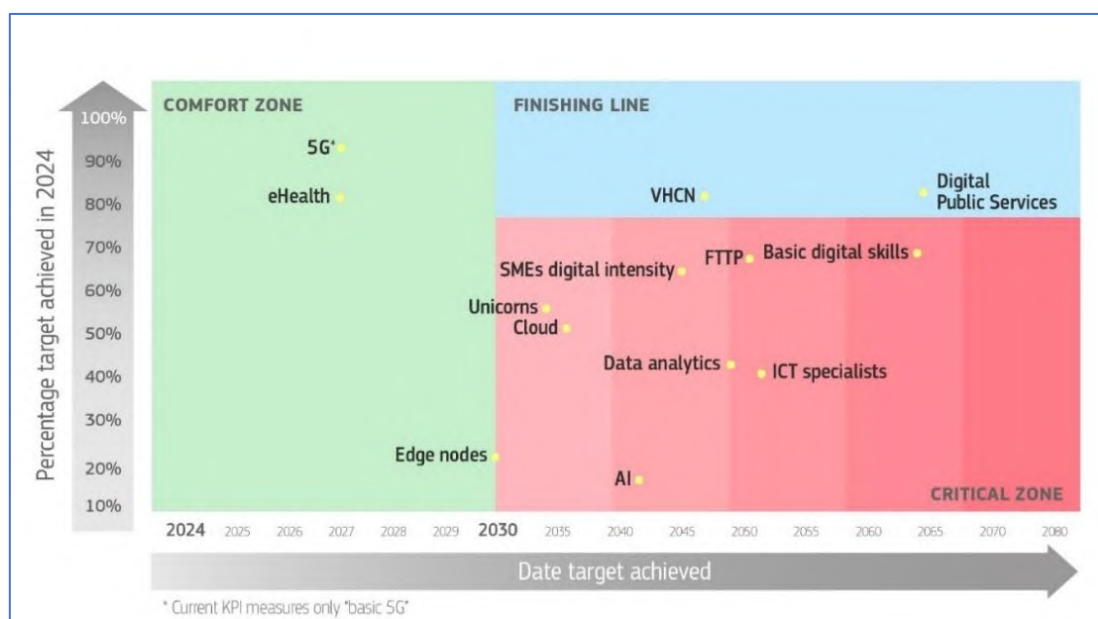 COMFORT ZONE
FINISHING LINE
Percentage target achieved in 2024
100%
90%
80%
70%
60%
50%
40%
30%
20%
10%
5G*
eHealth
VHCN
Digital
Public Services
SMEs digital intensity
FTTP
Basic digital skills
Unicorns
Cloud
Data analytics
ICT specialists
Edge nodes
AI
CRITICAL ZONE
2024 2025 2026 2027 2028 2029 2030 2035 2040 2045 2050 2055 2060 2065 2070 2080
Date target achieved
* Current KPI measures only "basic 5G"